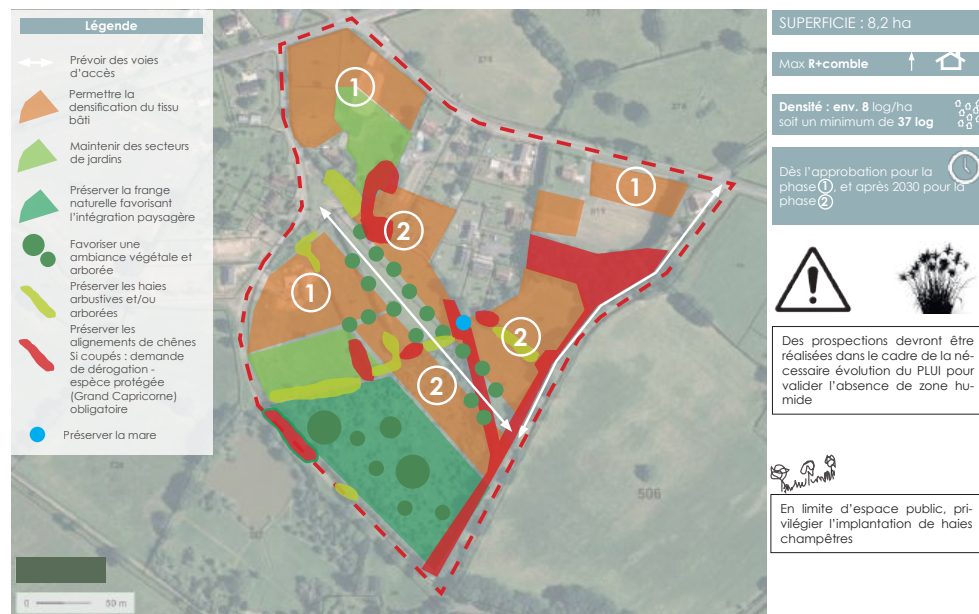 Légende
Prévoir des voies
d'accès
Permettre la
densification du tissu
bâti
Maintenir des secteurs
de jardins
Préserver la frange
naturelle favorisant
l'intégration paysagère
Favoriser une
ambiance végétale et
arborée
Préserver les haies
arbustives et/ou
arborées
Préserver les
alignements de chênes
Si coupés : demande
de dérogation -
espèce protégée
(Grand Capricorne)
obligatoire
Préserver la mare
0 50 m
1
1
2
1
2
2
506
SUPERFICIE : 8,2 ha
Max R+comble
Densité : env. 8 log/ha
soit un minimum de 37 log
Dès l'approbation pour la
phase 1, et après 2030 pour la
phase 2
Des prospections devront être
réalisées dans le cadre de la né-
cessaire évolution du PLUI pour
valider l'absence de zone hu-
mide
En limite d'espace public, pri-
vilégier l'implantation de haies
champêtres